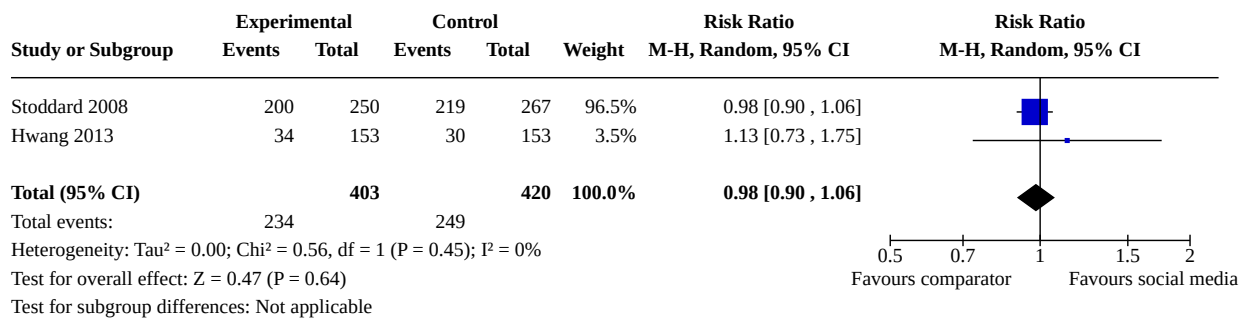 Experimental Control Risk Ratio Risk Ratio
Study or Subgroup Events Total Events Total Weight M-H, Random, 95% CI M-H, Random, 95% CI
Stoddard 2008 200 250 219 267 96.5% 0.98 [0.90 , 1.06]
Hwang 2013 34 153 30 153 3.5% 1.13 [0.73 , 1.75]
Total (95% CI) 403 420 100.0% 0.98 [0.90 , 1.06]
Total events: 234 249
Heterogeneity: Tau² = 0.00; Chi² = 0.56, df = 1 (P = 0.45); I² = 0%
0.5 0.7 1 1.5 2
Test for overall effect: Z = 0.47 (P = 0.64)
Favours comparator Favours social media
Test for subgroup differences: Not applicable